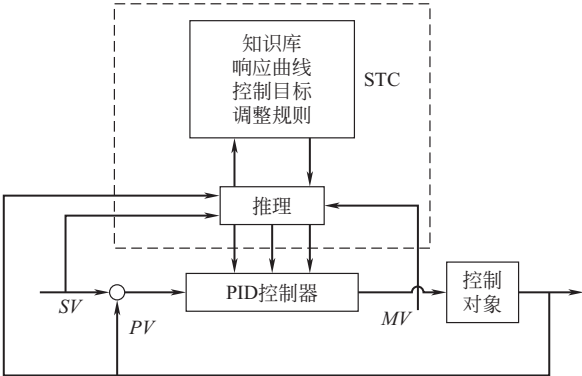 知识库
响应曲线
控制目标
调整规则
STC
推理
PID控制器
控制
对象
SV
PV
MV